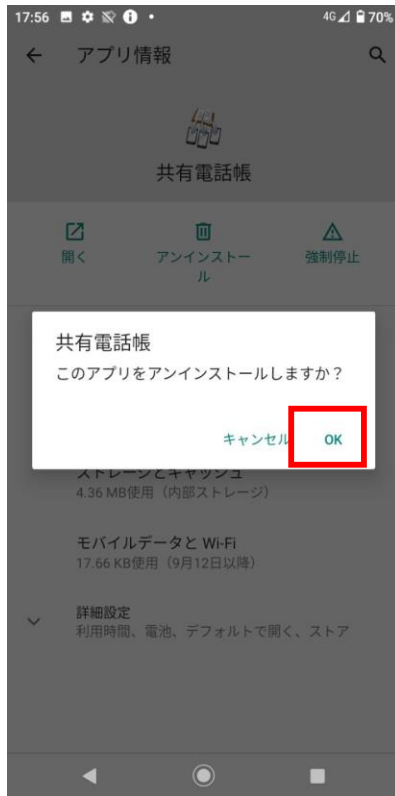 17:56 4G 70%
アプリ情報
共有電話帳
開く アンインストー 強制停止
ル
共有電話帳
このアプリをアンインストールしますか？
キャンセル OK
ストレージとキャッシュ
4.36 MB使用（内部ストレージ）
モバイルデータと Wi-Fi
17.66 KB使用（9月12日以降）
詳細設定
利用時間、電池、デフォルトで開く、ストア